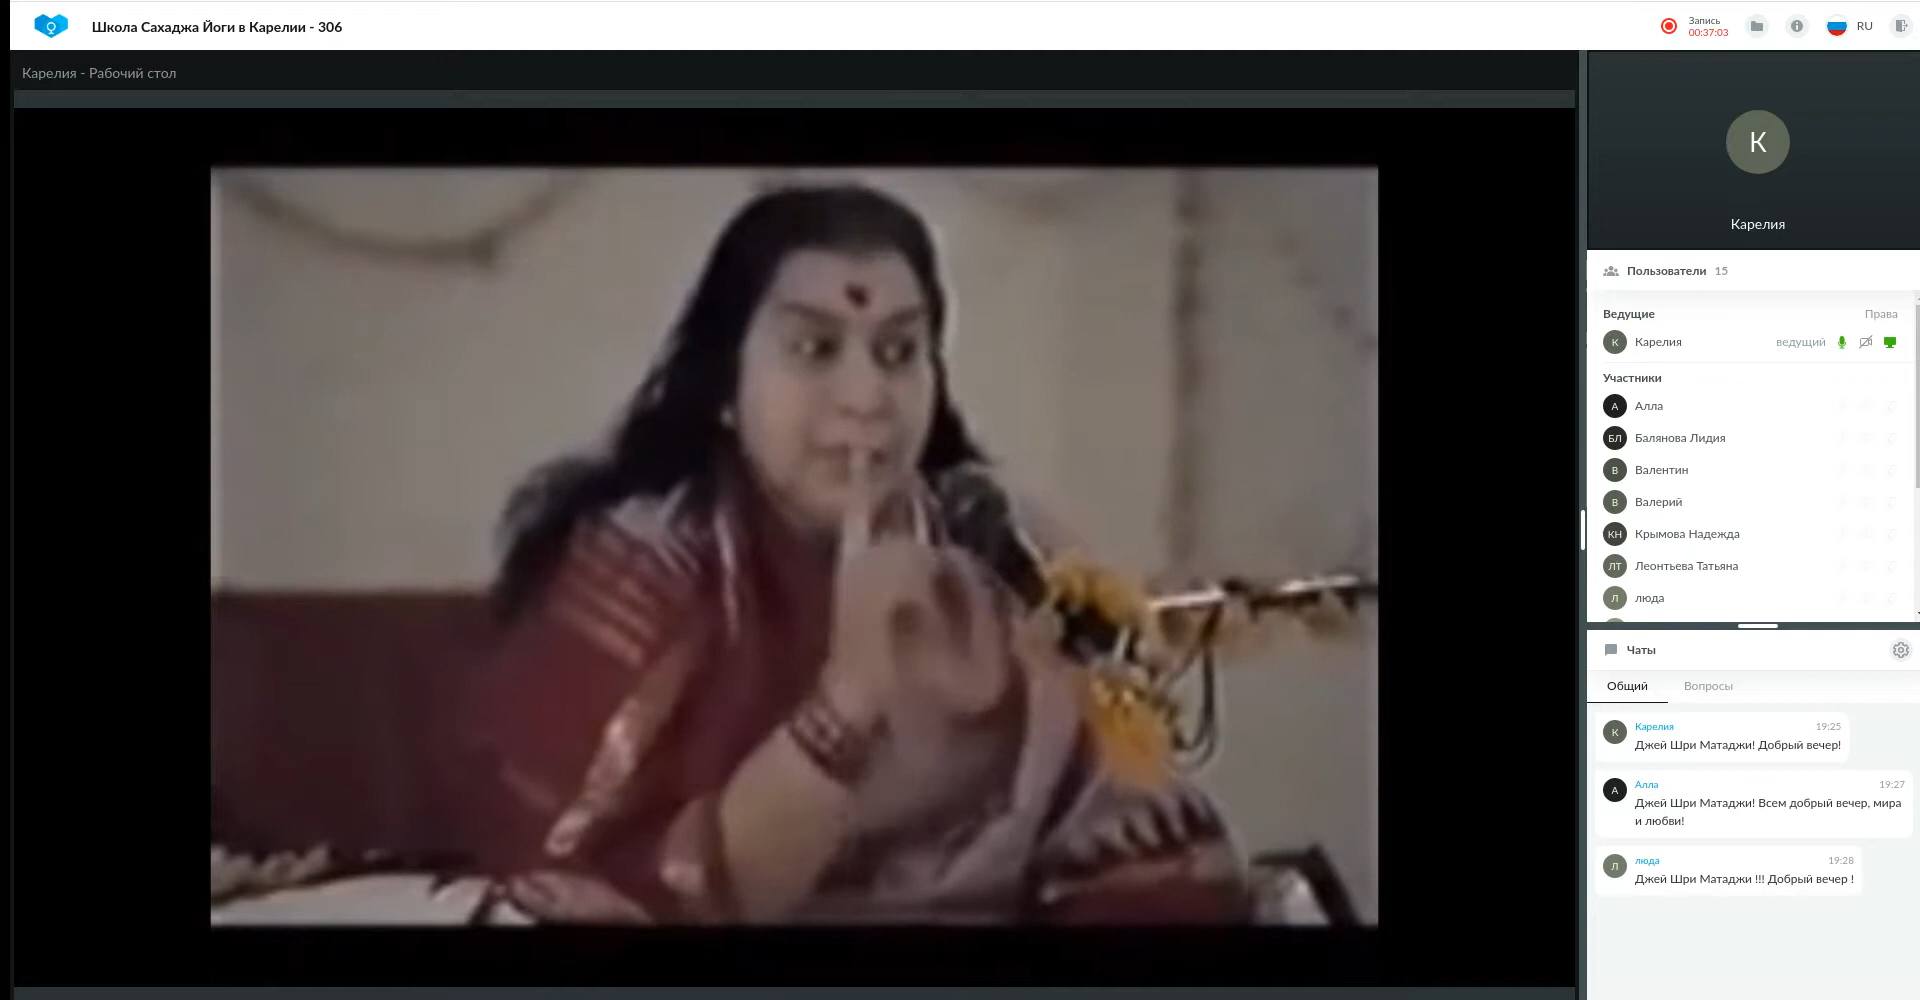 Школа Сахаджа Йоги в Карелии - 306
Запись
00:37:03
RU
Карелия - Рабочий стол
K
Карелия
Пользователи 15
Ведущие Права
K Карелия ведущий
Участники
А Алла
БЛ Балянова Лидия
В Валентин
В Валерий
КН Крымова Надежда
ЛТ Леонтьева Татьяна
Л люда
Чаты
Общий Вопросы
К Карелия 19:25
Джей Шри Матаджи! Добрый вечер!
А Алла 19:27
Джей Шри Матаджи! Всем добрый вечер, мира
и любви!
Л люда 19:28
Джей Шри Матаджи !!! Добрый вечер !